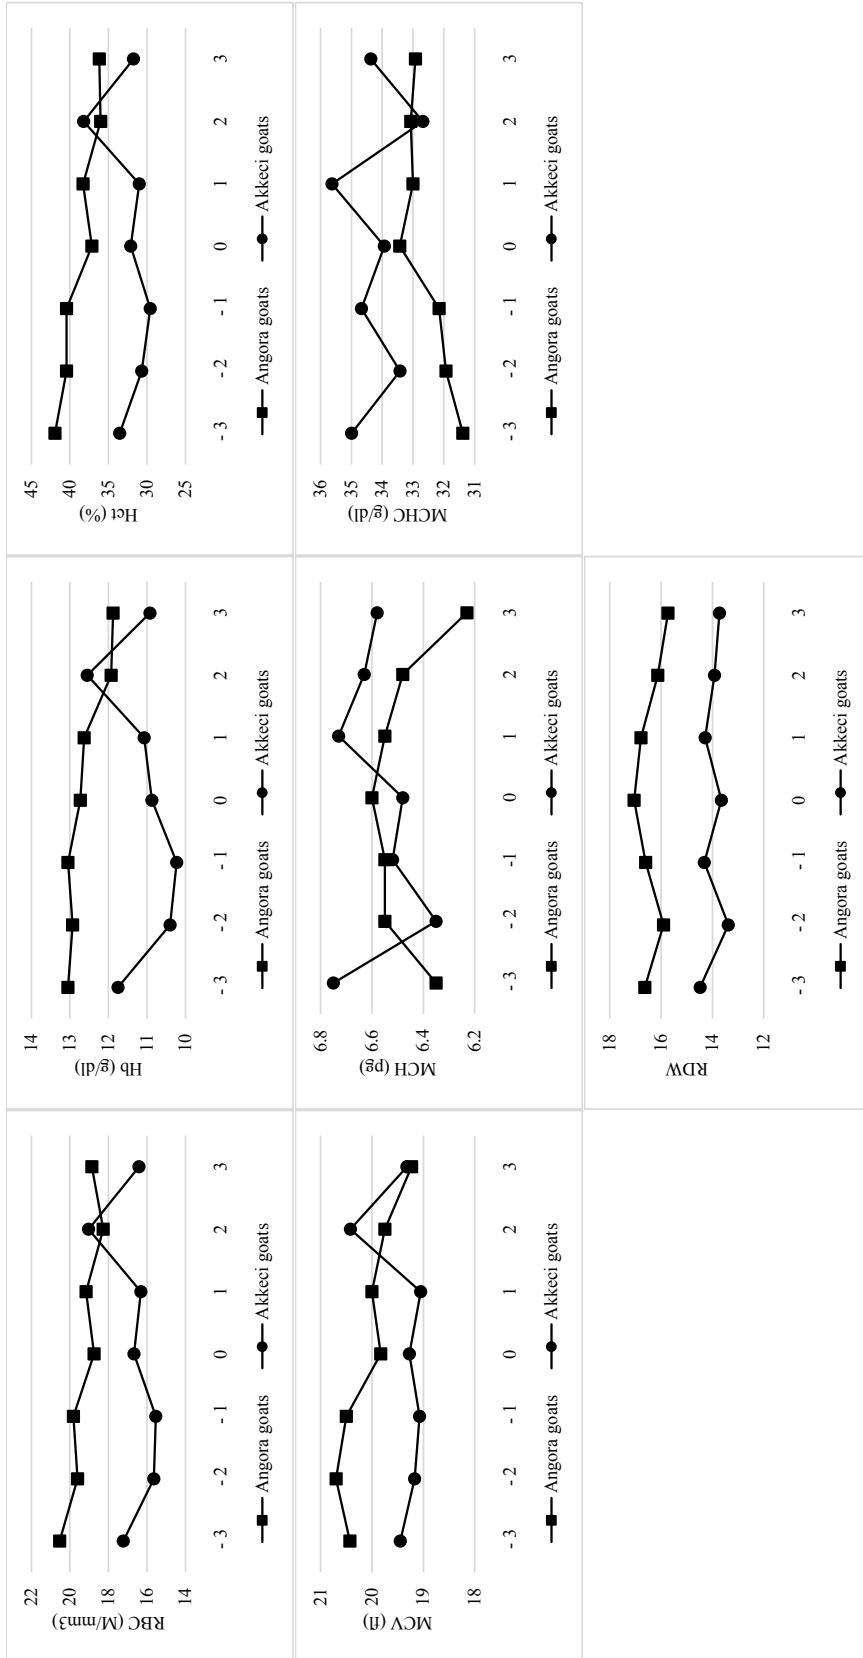 22
20
18
16
14
RBC (M/mm3)
- 3 - 2 - 1 0 1 2 3
Angora goats Akkeci goats
14
13
12
11
10
Hb (g/dl)
-3 -2 -1 0 1 2 3
Angora goats Akkeci goats
45
40
35
30
25
Hct (%)
- 3 - 2 - 1 0 1 2 3
Angora goats Akkeci goats
21
20
19
18
MCV (fl)
- 3 - 2 - 1 0 1 2 3
Angora goats Akkeci goats
6.8
6.6
6.4
6.2
MCH (pg)
- 3 - 2 -1 0 1 2 3
Angora goats Akkeci goats
36
35
34
33
32
31
MCHC (g/dl)
- 3 - 2 - 1 0 1 2 3
Angora goats Akkeci goats
18
16
14
12
RDW
-3 -2 -1 0 1 2 3
Angora goats Akkeci goats